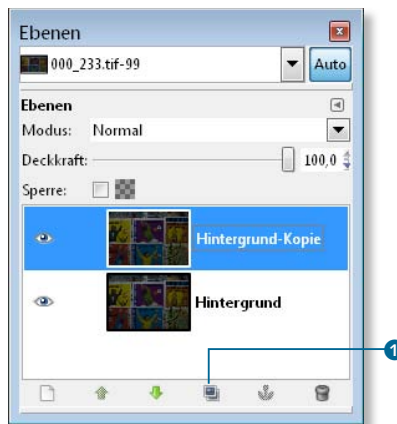 Ebenen
000_233.tif-99
Auto
Ebenen
Modus: Normal
Deckkraft: 100,0
Sperre:
Hintergrund-Kopie
Hintergrund
1